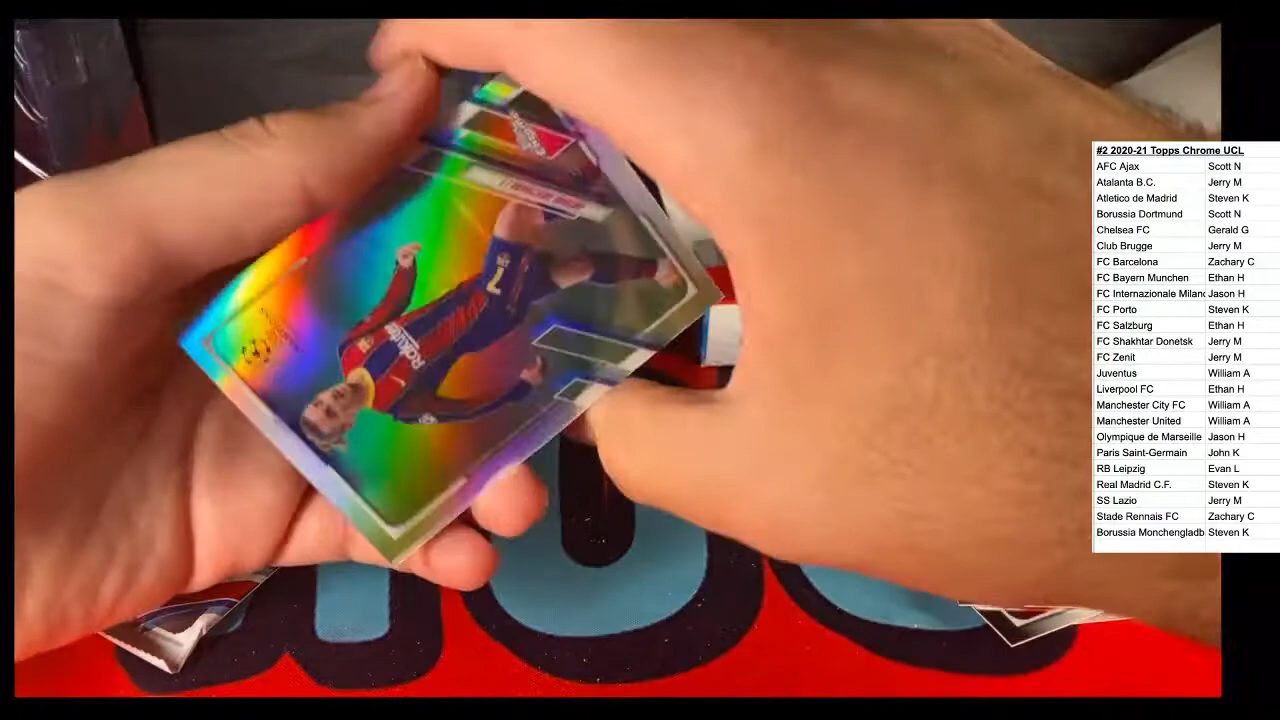 #2 2020-21 Topps Chrome UCL
AFC Ajax Scott N
Atalanta B.C. Jerry M
Atletico de Madrid Steven K
Borussia Dortmund Scott N
Chelsea FC Gerald G
Club Brugge Jerry M
FC Barcelona Zachary C
FC Bayern Munchen Ethan H
FC Internazionale Milano Jason H
FC Porto Steven K
FC Salzburg Ethan H
FC Shakhtar Donetsk Jerry M
FC Zenit Jerry M
Juventus William A
Liverpool FC Ethan H
Manchester City FC William A
Manchester United William A
Olympique de Marseille Jason H
Paris Saint-Germain John K
RB Leipzig Evan L
Real Madrid C.F. Steven K
SS Lazio Jerry M
Stade Rennais FC Zachary C
Borussia Monchengladb Steven K
Rakuten
7